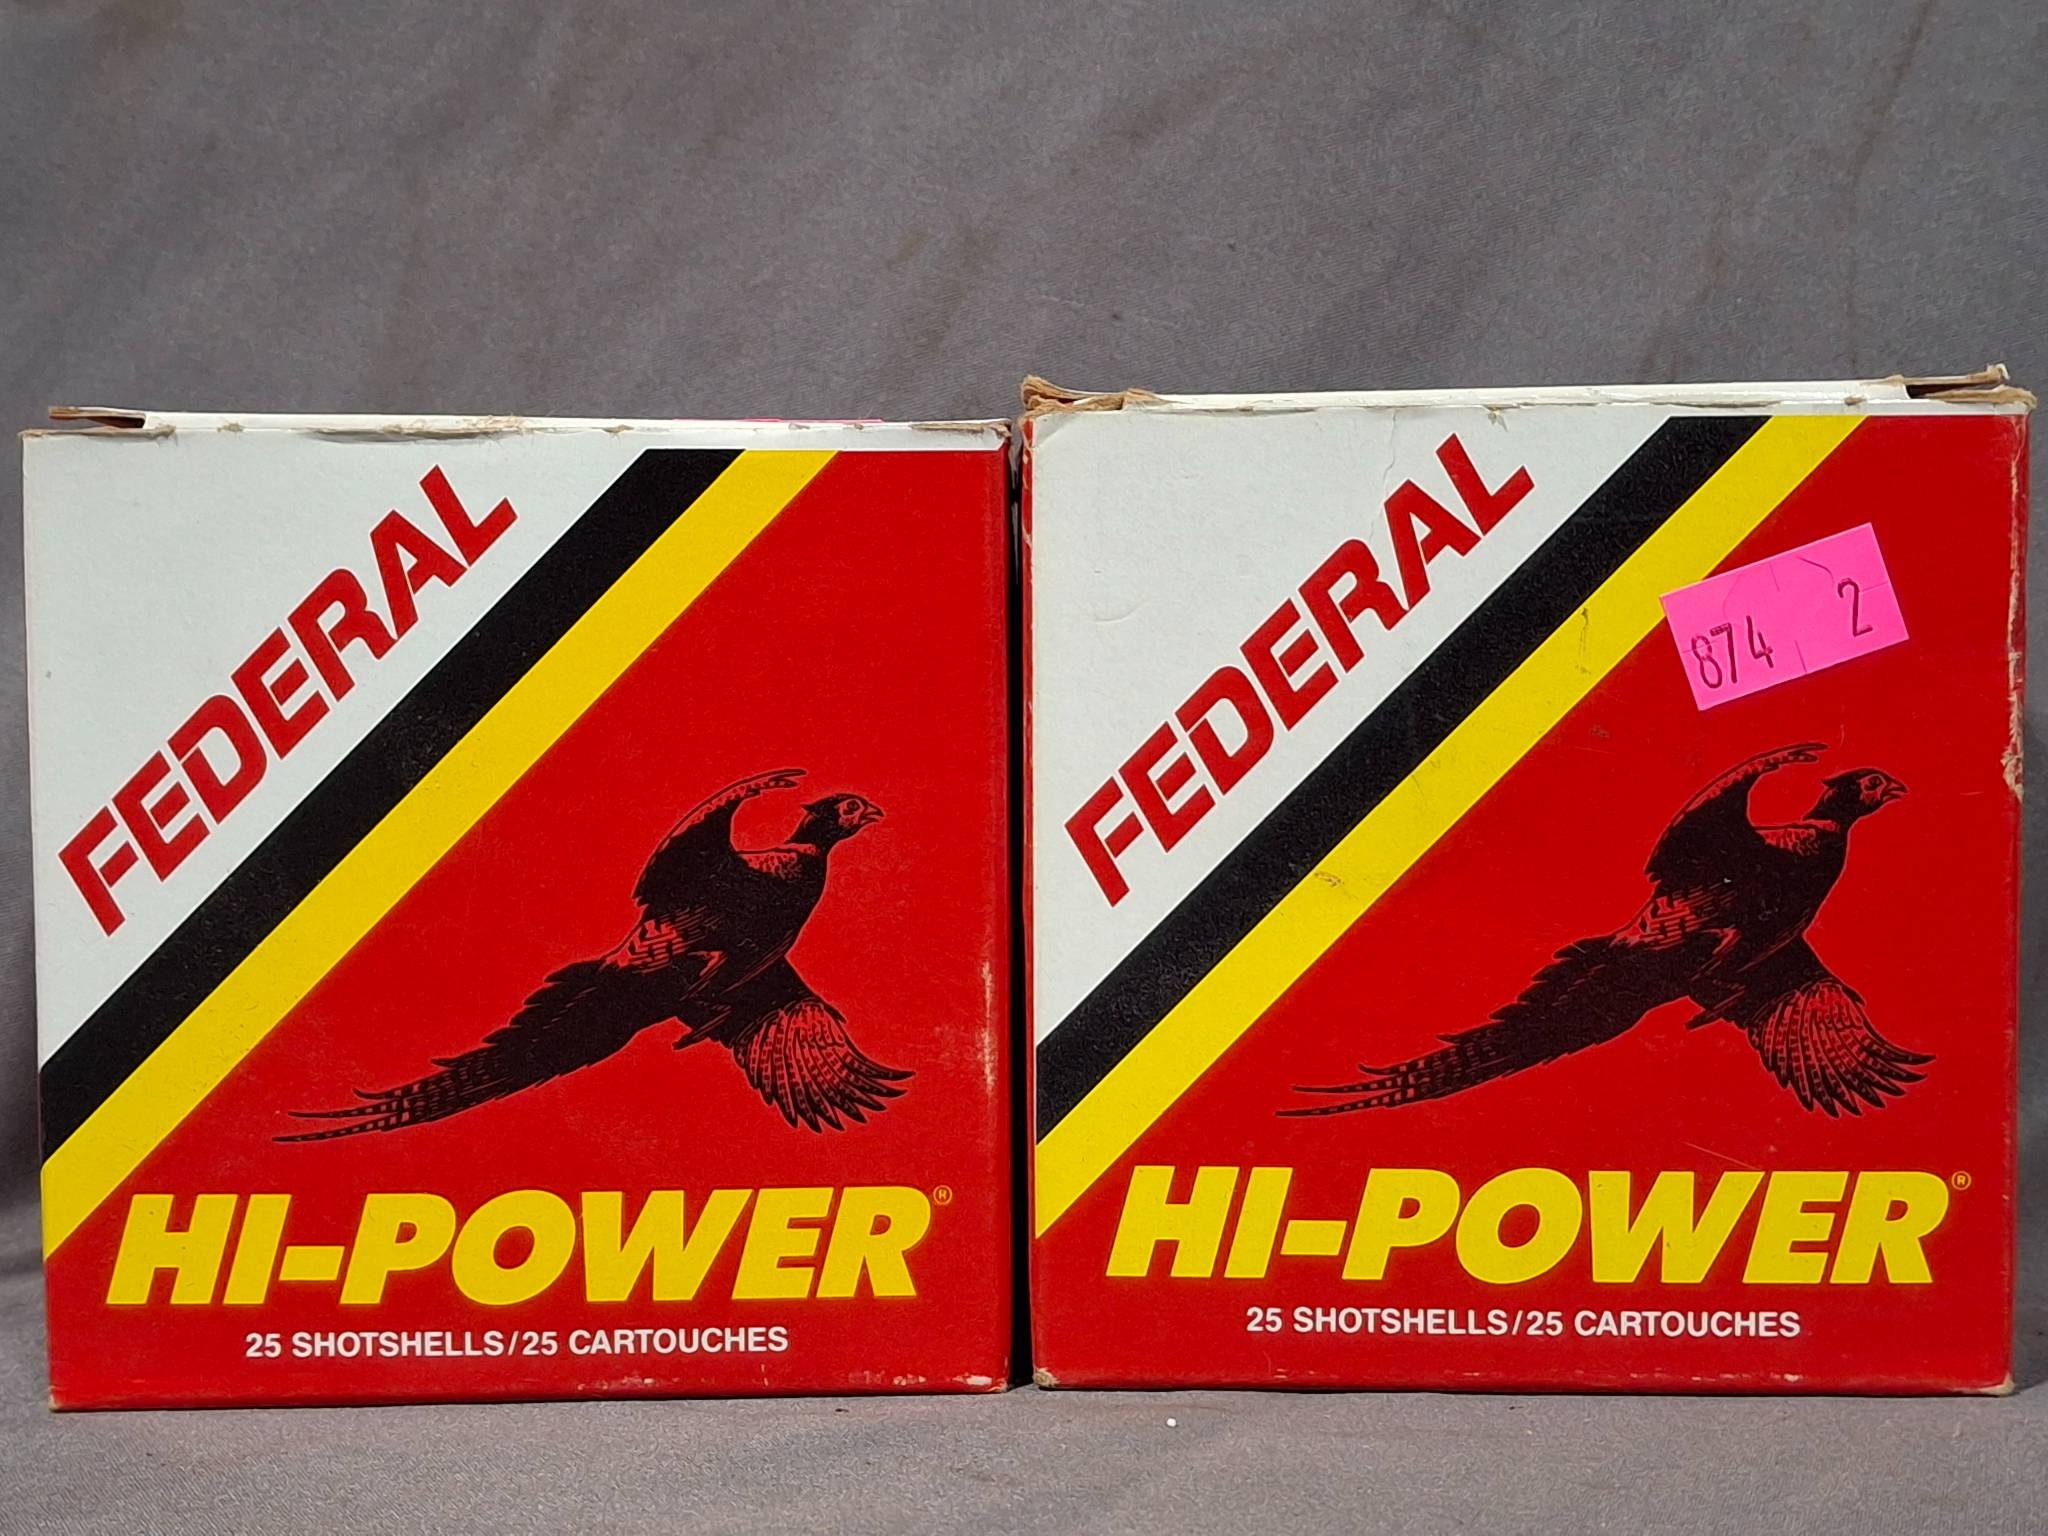 FEDERAL
HI-POWER®
25 SHOTSHELLS/25 CARTOUCHES
FEDERAL
874 2
HI-POWER®
25 SHOTSHELLS/25 CARTOUCHES